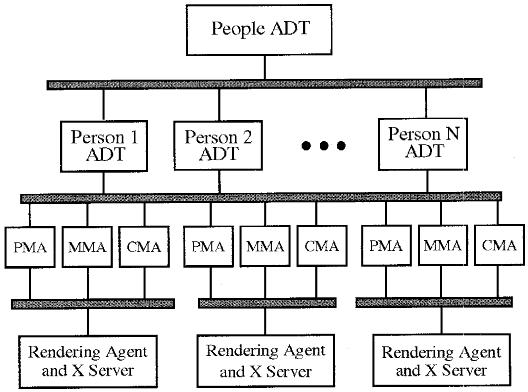 People ADT
Person 1
ADT
Person 2
ADT
Person N
ADT
PMA
MMA
CMA
PMA
MMA
CMA
PMA
MMA
CMA
Rendering Agent
and X Server
Rendering Agent
and X Server
Rendering Agent
and X Server